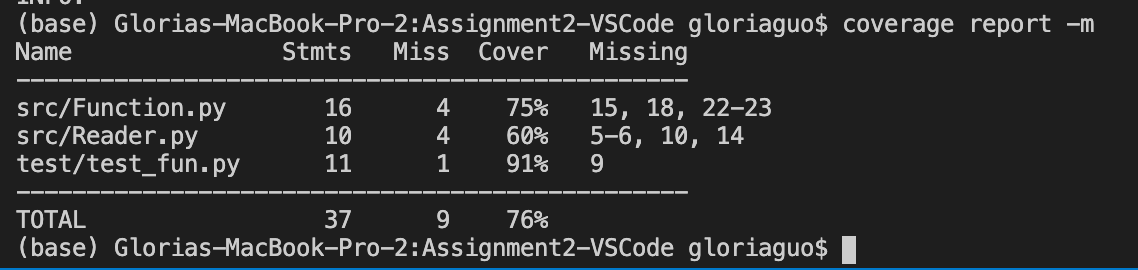 INFO:
(base) Glorias-MacBook-Pro-2:Assignment2-VSCode gloriaguo$ coverage report -m
Name Stmts Miss Cover Missing
------------------------------------------------
src/Function.py 16 4 75% 15, 18, 22-23
src/Reader.py 10 4 60% 5-6, 10, 14
test/test_fun.py 11 1 91% 9
------------------------------------------------
TOTAL 37 9 76%
(base) Glorias-MacBook-Pro-2:Assignment2-VSCode gloriaguo$